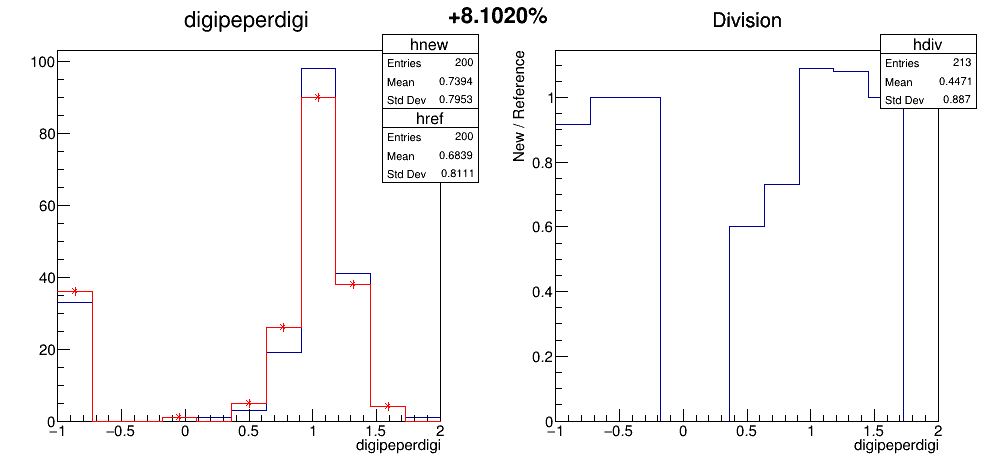 +8.1020%
digipeperdigi
hnew
Entries 200
Mean 0.7394
Std Dev 0.7953
href
Entries 200
Mean 0.6839
Std Dev 0.8111
100
80
60
40
20
0
−1 −0.5 0 0.5 1 1.5 2
digipeperdigi
Division
hdiv
Entries 213
Mean 0.4471
Std Dev 0.887
New / Reference
1
0.8
0.6
0.4
0.2
0
−1 −0.5 0 0.5 1 1.5 2
digipeperdigi